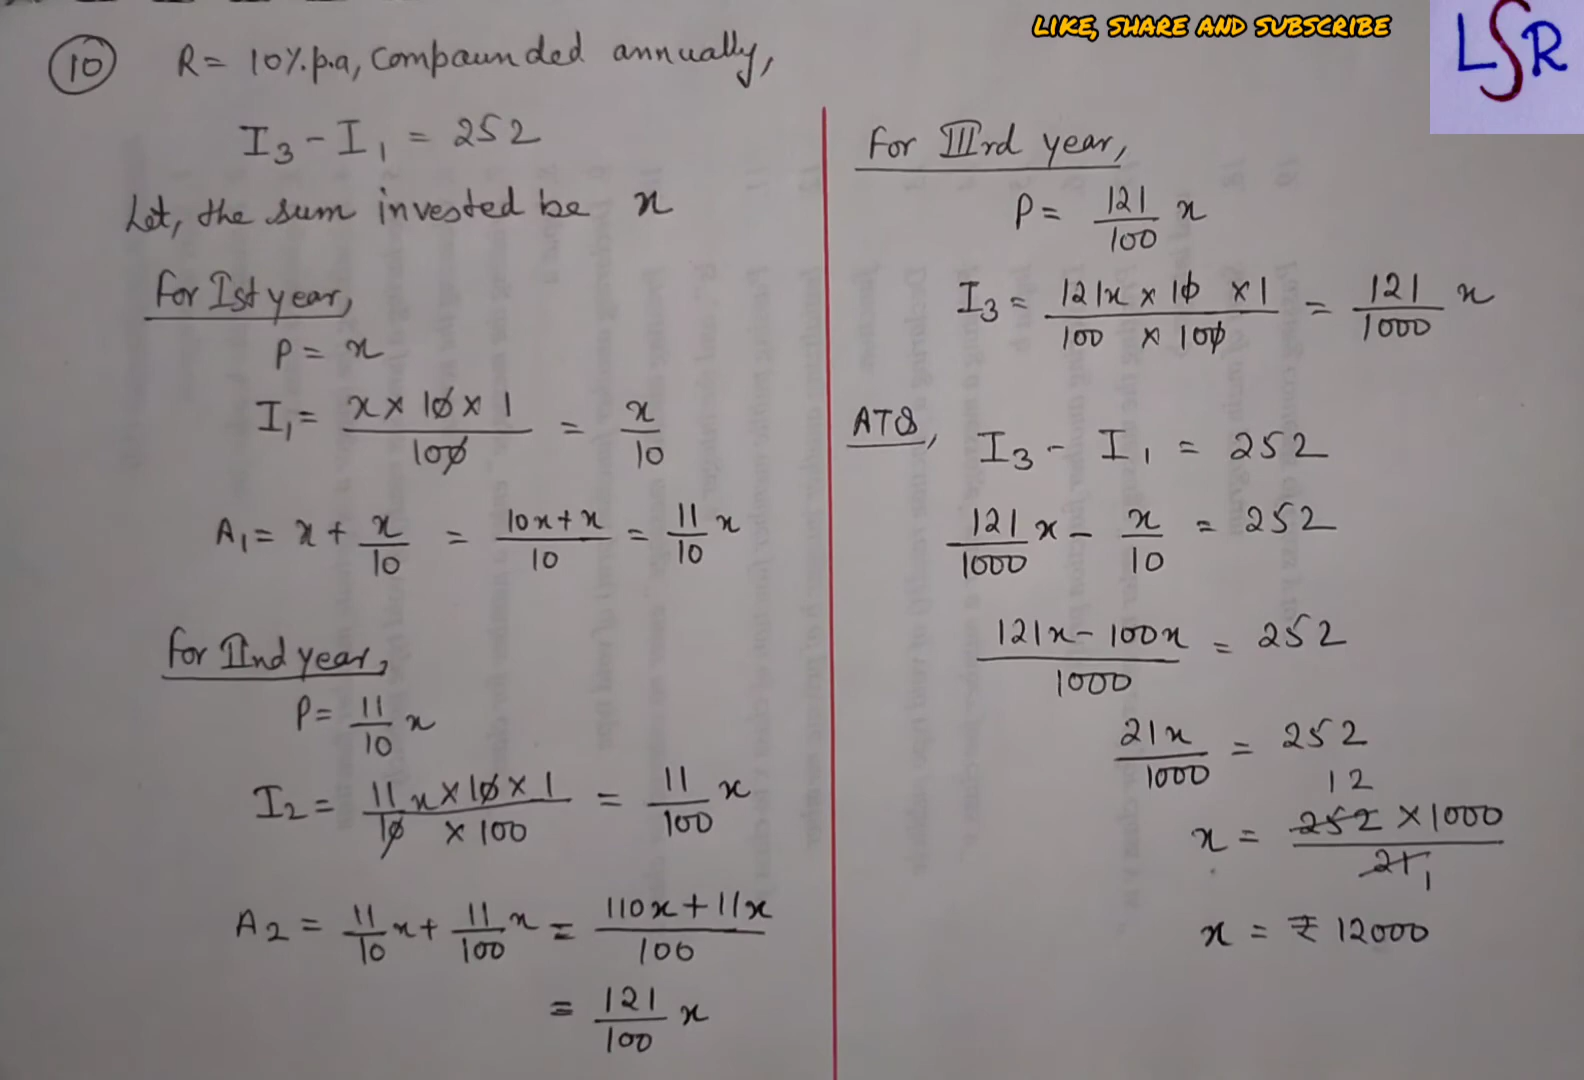 LIKE, SHARE AND SUBSCRIBE
LSR
10 R = 10%.p.a, Compaunded annually,
I₃ - I₁ = 252
Let, the sum invested be x
For Ist year,
P = x
I₁ = x × 10 × 1 / 100 = x/10
A₁ = x + x/10 = 10x+x / 10 = 11/10 x
For IInd year,
P = 11/10 x
I₂ = 11x × 10 × 1 / 10 × 100 = 11/100 x
A₂ = 11/10 x + 11/100 x = 110x + 11x / 100
= 121/100 x
For IIIrd year,
P = 121/100 x
I₃ = 121x × 10 × 1 / 100 × 100 = 121/1000 x
ATQ, I₃ - I₁ = 252
121/1000 x - x/10 = 252
121x - 100x / 1000 = 252
21x / 1000 = 252
12
x = 252 × 1000 / 21 1
x = ₹ 12000